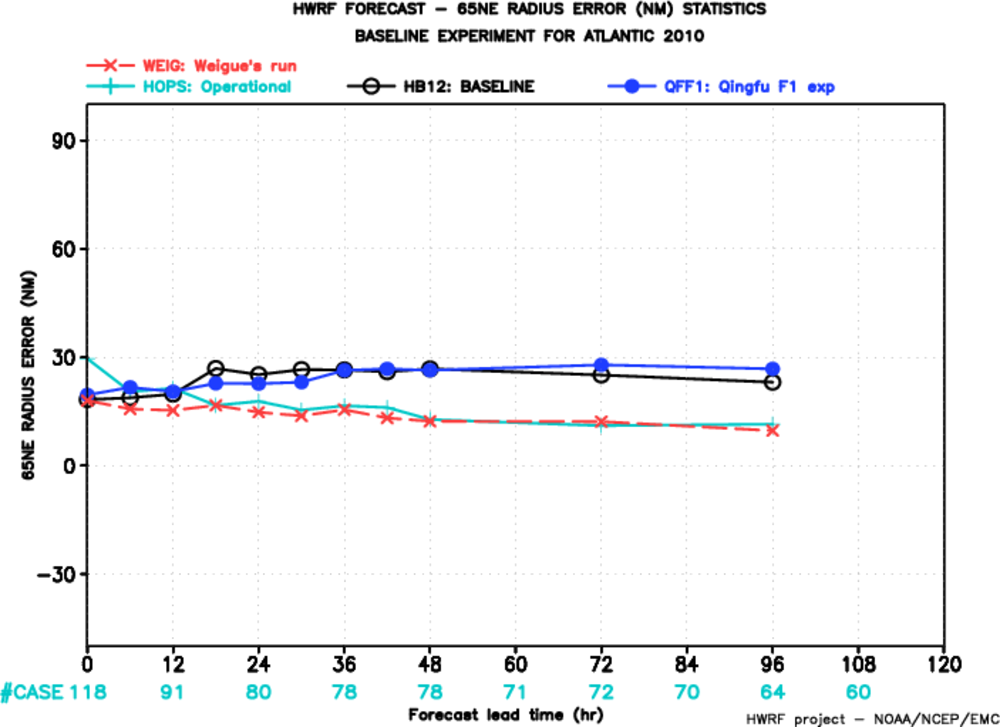 HWRF FORECAST – 65NE RADIUS ERROR (NM) STATISTICS
BASELINE EXPERIMENT FOR ATLANTIC 2010
WEIG: Weigue's run
HOPS: Operational HB12: BASELINE QFF1: Qingfu F1 exp
90
60
30
0
−30
65NE RADIUS ERROR (NM)
0 12 24 36 48 60 72 84 96 108 120
#CASE 118 91 80 78 78 71 72 70 64 60
Forecast lead time (hr)
HWRF project – NOAA/NCEP/EMC